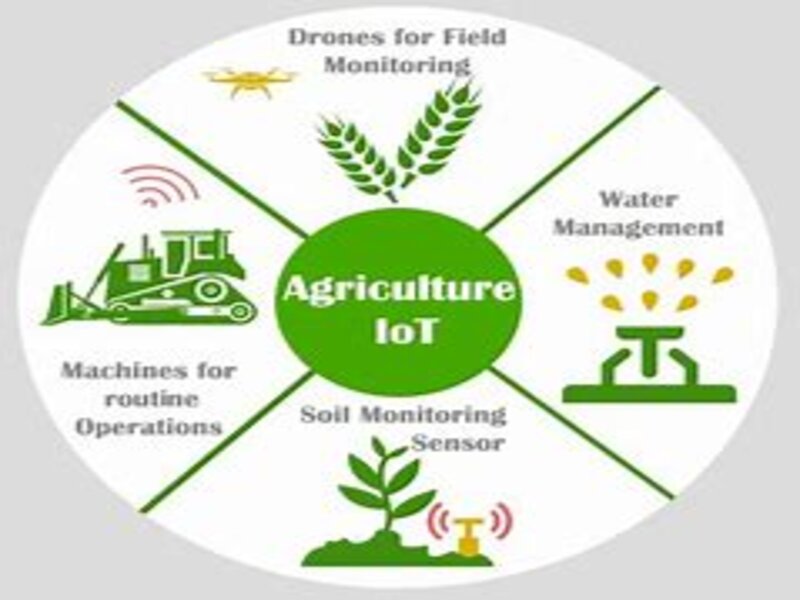 Drones for Field
Monitoring
Water
Management
Agriculture
IoT
Machines for
routine
Operations
Soil Monitoring
Sensor